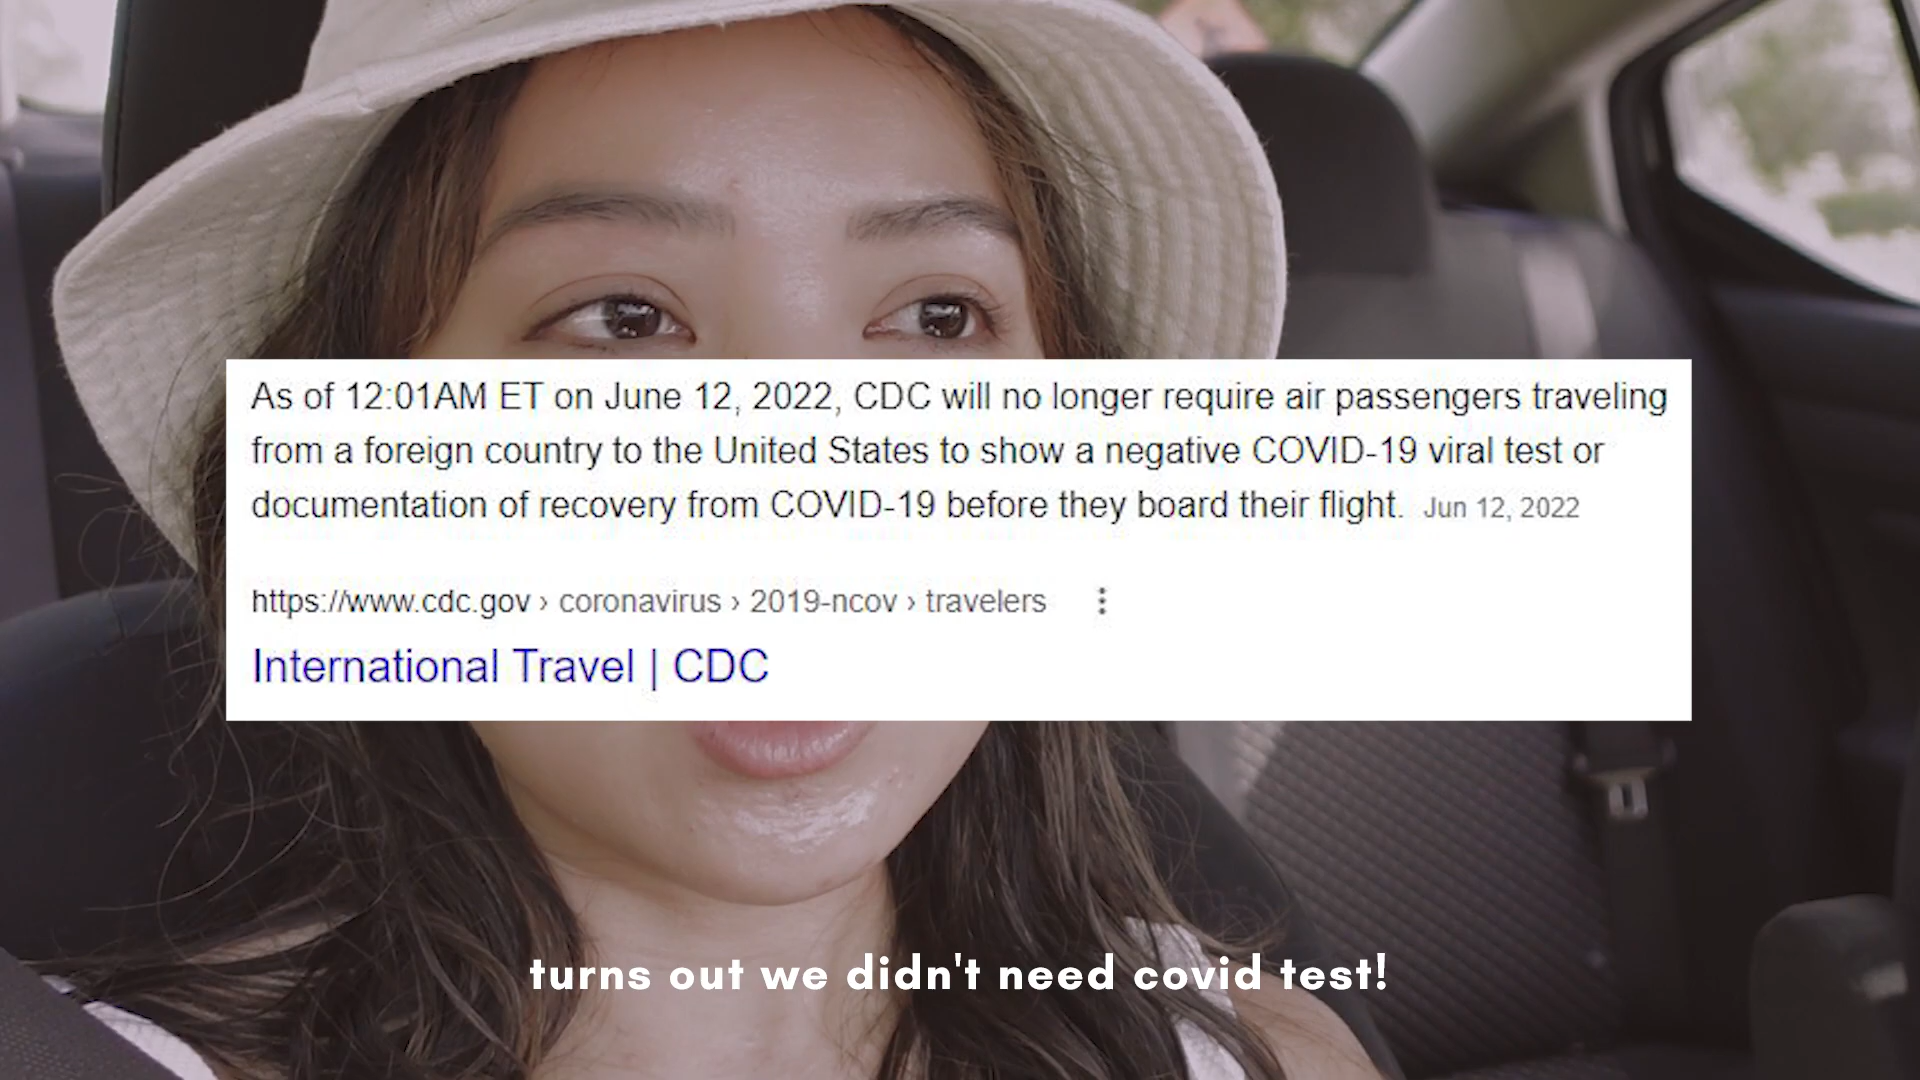 As of 12:01AM ET on June 12, 2022, CDC will no longer require air passengers traveling
from a foreign country to the United States to show a negative COVID-19 viral test or
documentation of recovery from COVID-19 before they board their flight. Jun 12, 2022
https://www.cdc.gov › coronavirus › 2019-ncov › travelers
International Travel | CDC
turns out we didn't need covid test!